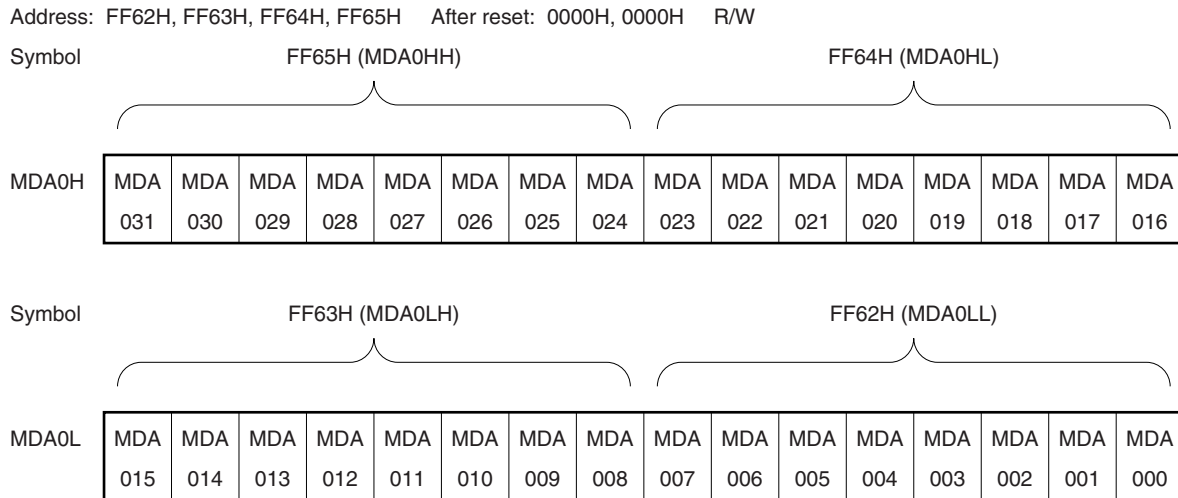 Address: FF62H, FF63H, FF64H, FF65H After reset: 0000H, 0000H R/W
Symbol FF65H (MDA0HH) FF64H (MDA0HL)
MDA0H MDA MDA MDA MDA MDA MDA MDA MDA MDA MDA MDA MDA MDA MDA MDA MDA
031 030 029 028 027 026 025 024 023 022 021 020 019 018 017 016
Symbol FF63H (MDA0LH) FF62H (MDA0LL)
MDA0L MDA MDA MDA MDA MDA MDA MDA MDA MDA MDA MDA MDA MDA MDA MDA MDA
015 014 013 012 011 010 009 008 007 006 005 004 003 002 001 000